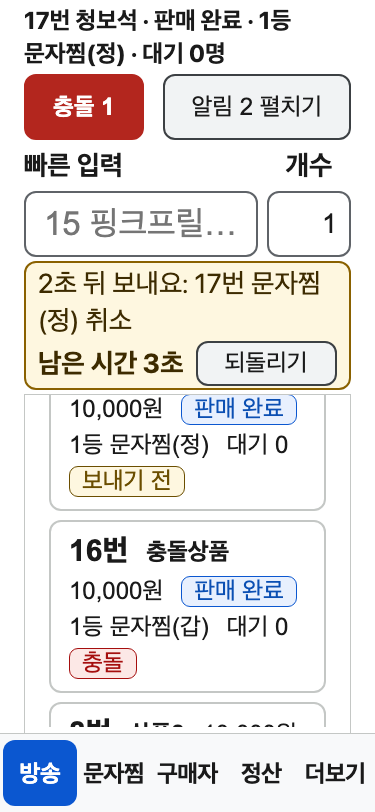 17번 청보석 · 판매 완료 · 1등
문자찜(정) · 대기 0명
충돌 1
알림 2 펼치기
빠른 입력
개수
15 핑크프릴...
1
2초 뒤 보내요: 17번 문자찜
(정) 취소
남은 시간 3초
되돌리기
10,000원 판매 완료
1등 문자찜(정) 대기 0
보내기 전
16번 충돌상품
10,000원 판매 완료
1등 문자찜(갑) 대기 0
충돌
방송 문자찜 구매자 정산 더보기